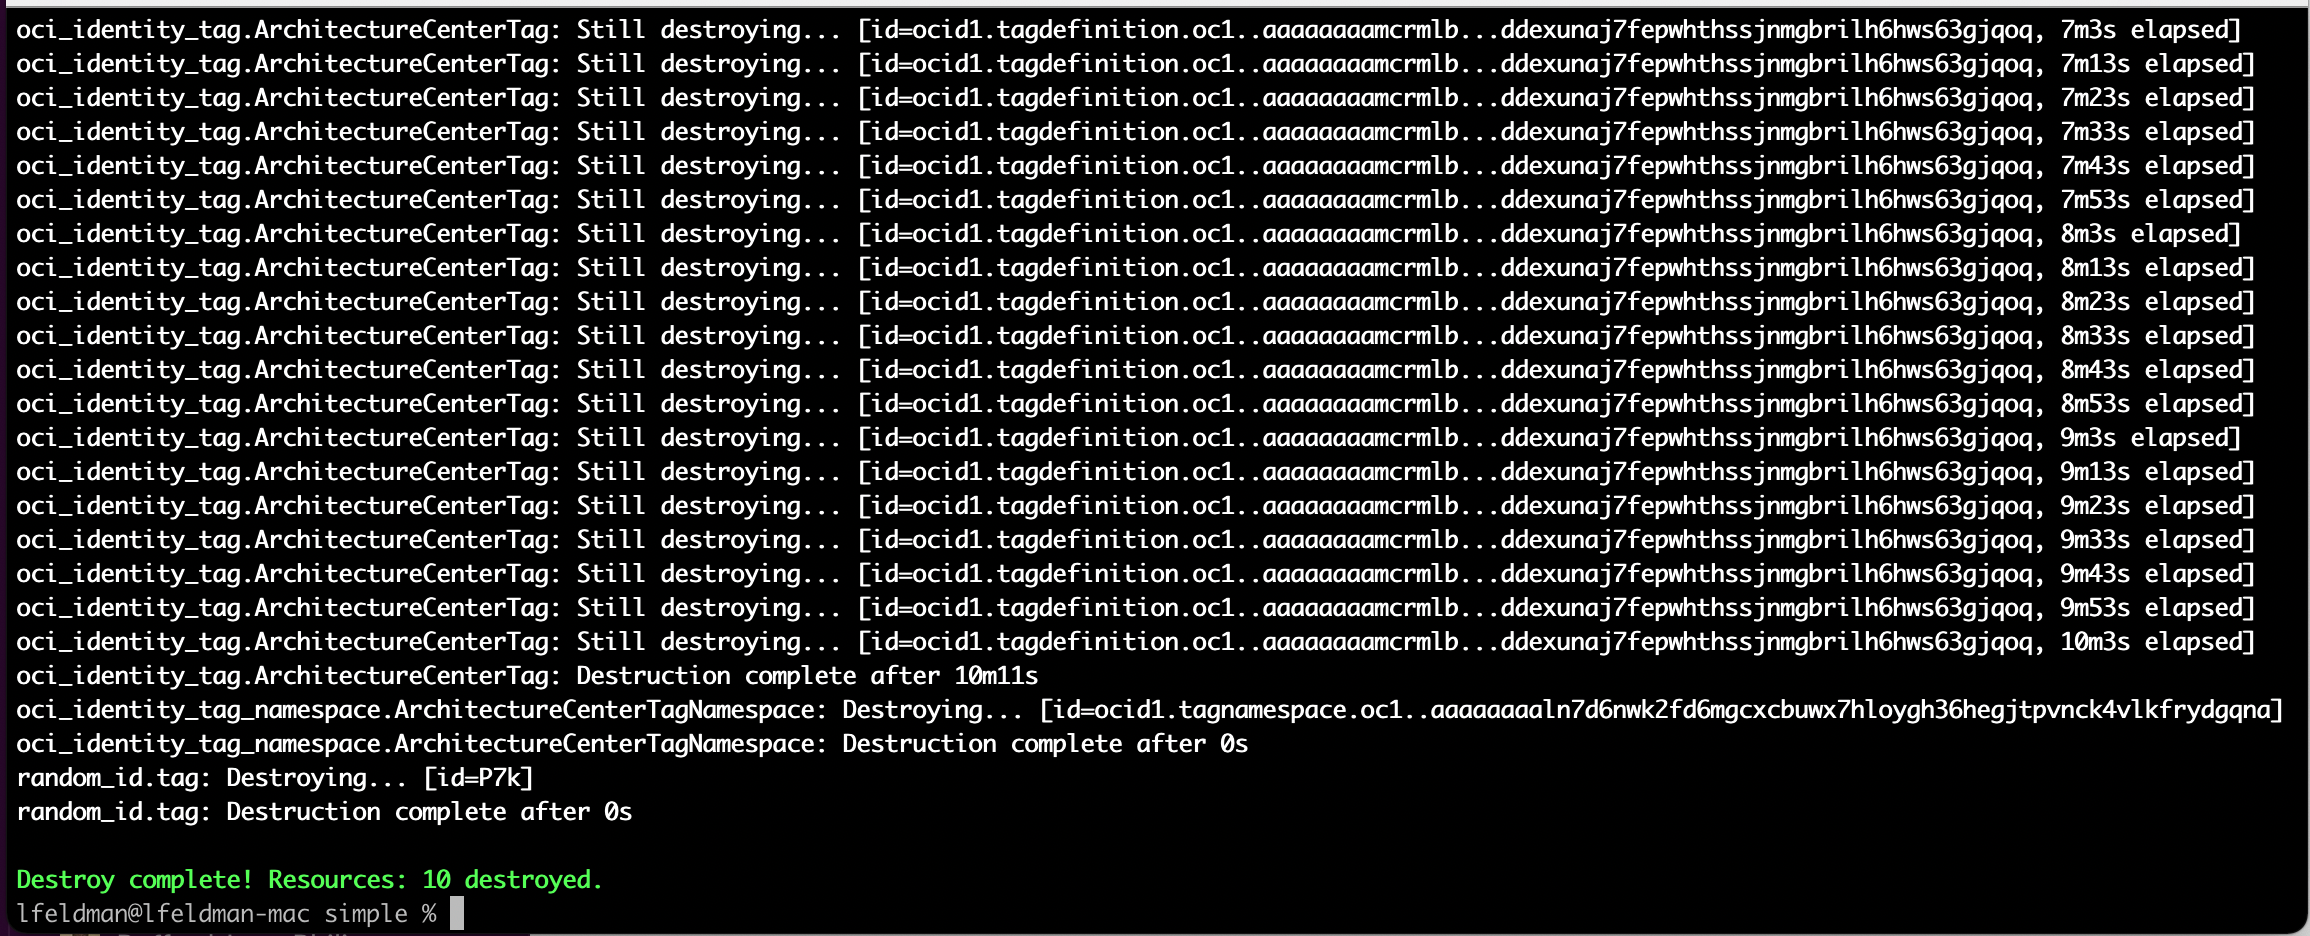 oci_identity_tag.ArchitectureCenterTag: Still destroying... [id=ocid1.tagdefinition.oc1..aaaaaaaamcrmlb...ddexunaj7fepwhthssjnmgbrilh6hws63gjqoq, 7m3s elapsed]
oci_identity_tag.ArchitectureCenterTag: Still destroying... [id=ocid1.tagdefinition.oc1..aaaaaaaamcrmlb...ddexunaj7fepwhthssjnmgbrilh6hws63gjqoq, 7m13s elapsed]
oci_identity_tag.ArchitectureCenterTag: Still destroying... [id=ocid1.tagdefinition.oc1..aaaaaaaamcrmlb...ddexunaj7fepwhthssjnmgbrilh6hws63gjqoq, 7m23s elapsed]
oci_identity_tag.ArchitectureCenterTag: Still destroying... [id=ocid1.tagdefinition.oc1..aaaaaaaamcrmlb...ddexunaj7fepwhthssjnmgbrilh6hws63gjqoq, 7m33s elapsed]
oci_identity_tag.ArchitectureCenterTag: Still destroying... [id=ocid1.tagdefinition.oc1..aaaaaaaamcrmlb...ddexunaj7fepwhthssjnmgbrilh6hws63gjqoq, 7m43s elapsed]
oci_identity_tag.ArchitectureCenterTag: Still destroying... [id=ocid1.tagdefinition.oc1..aaaaaaaamcrmlb...ddexunaj7fepwhthssjnmgbrilh6hws63gjqoq, 7m53s elapsed]
oci_identity_tag.ArchitectureCenterTag: Still destroying... [id=ocid1.tagdefinition.oc1..aaaaaaaamcrmlb...ddexunaj7fepwhthssjnmgbrilh6hws63gjqoq, 8m3s elapsed]
oci_identity_tag.ArchitectureCenterTag: Still destroying... [id=ocid1.tagdefinition.oc1..aaaaaaaamcrmlb...ddexunaj7fepwhthssjnmgbrilh6hws63gjqoq, 8m13s elapsed]
oci_identity_tag.ArchitectureCenterTag: Still destroying... [id=ocid1.tagdefinition.oc1..aaaaaaaamcrmlb...ddexunaj7fepwhthssjnmgbrilh6hws63gjqoq, 8m23s elapsed]
oci_identity_tag.ArchitectureCenterTag: Still destroying... [id=ocid1.tagdefinition.oc1..aaaaaaaamcrmlb...ddexunaj7fepwhthssjnmgbrilh6hws63gjqoq, 8m33s elapsed]
oci_identity_tag.ArchitectureCenterTag: Still destroying... [id=ocid1.tagdefinition.oc1..aaaaaaaamcrmlb...ddexunaj7fepwhthssjnmgbrilh6hws63gjqoq, 8m43s elapsed]
oci_identity_tag.ArchitectureCenterTag: Still destroying... [id=ocid1.tagdefinition.oc1..aaaaaaaamcrmlb...ddexunaj7fepwhthssjnmgbrilh6hws63gjqoq, 8m53s elapsed]
oci_identity_tag.ArchitectureCenterTag: Still destroying... [id=ocid1.tagdefinition.oc1..aaaaaaaamcrmlb...ddexunaj7fepwhthssjnmgbrilh6hws63gjqoq, 9m3s elapsed]
oci_identity_tag.ArchitectureCenterTag: Still destroying... [id=ocid1.tagdefinition.oc1..aaaaaaaamcrmlb...ddexunaj7fepwhthssjnmgbrilh6hws63gjqoq, 9m13s elapsed]
oci_identity_tag.ArchitectureCenterTag: Still destroying... [id=ocid1.tagdefinition.oc1..aaaaaaaamcrmlb...ddexunaj7fepwhthssjnmgbrilh6hws63gjqoq, 9m23s elapsed]
oci_identity_tag.ArchitectureCenterTag: Still destroying... [id=ocid1.tagdefinition.oc1..aaaaaaaamcrmlb...ddexunaj7fepwhthssjnmgbrilh6hws63gjqoq, 9m33s elapsed]
oci_identity_tag.ArchitectureCenterTag: Still destroying... [id=ocid1.tagdefinition.oc1..aaaaaaaamcrmlb...ddexunaj7fepwhthssjnmgbrilh6hws63gjqoq, 9m43s elapsed]
oci_identity_tag.ArchitectureCenterTag: Still destroying... [id=ocid1.tagdefinition.oc1..aaaaaaaamcrmlb...ddexunaj7fepwhthssjnmgbrilh6hws63gjqoq, 9m53s elapsed]
oci_identity_tag.ArchitectureCenterTag: Still destroying... [id=ocid1.tagdefinition.oc1..aaaaaaaamcrmlb...ddexunaj7fepwhthssjnmgbrilh6hws63gjqoq, 10m3s elapsed]
oci_identity_tag.ArchitectureCenterTag: Destruction complete after 10m11s
oci_identity_tag_namespace.ArchitectureCenterTagNamespace: Destroying... [id=ocid1.tagnamespace.oc1..aaaaaaaaln7d6nwk2fd6mgcxcbuwx7hloygh36hegjtpvnck4vlkfrydgqna]
oci_identity_tag_namespace.ArchitectureCenterTagNamespace: Destruction complete after 0s
random_id.tag: Destroying... [id=P7k]
random_id.tag: Destruction complete after 0s
Destroy complete! Resources: 10 destroyed.
lfeldman@lfeldman-mac simple %